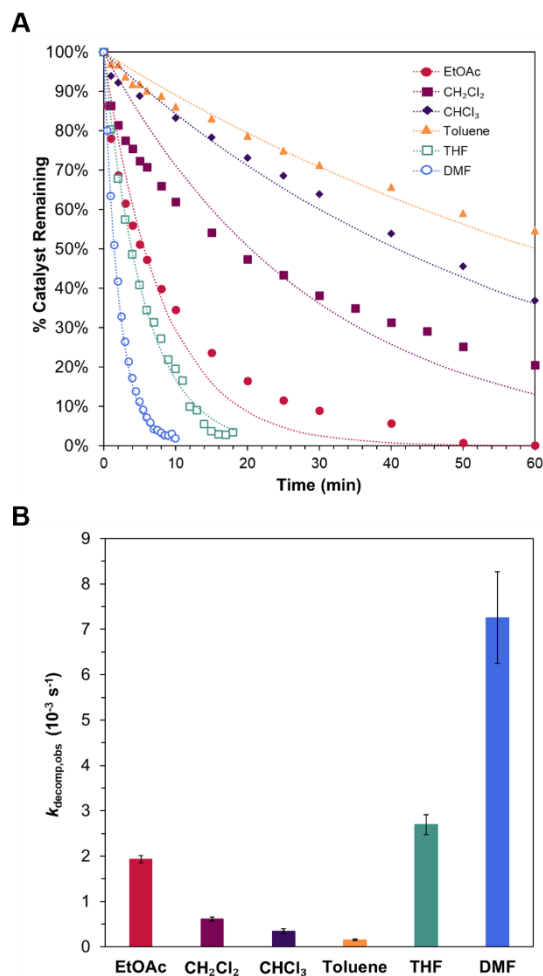 A
100%
90%
80%
70%
60%
50%
40%
30%
20%
10%
0%
% Catalyst Remaining
EtOAc
CH₂Cl₂
CHCl₃
Toluene
THF
DMF
0 10 20 30 40 50 60
Time (min)
B
9
8
7
6
5
4
3
2
1
0
k_decomp,obs (10⁻³ s⁻¹)
EtOAc CH₂Cl₂ CHCl₃ Toluene THF DMF